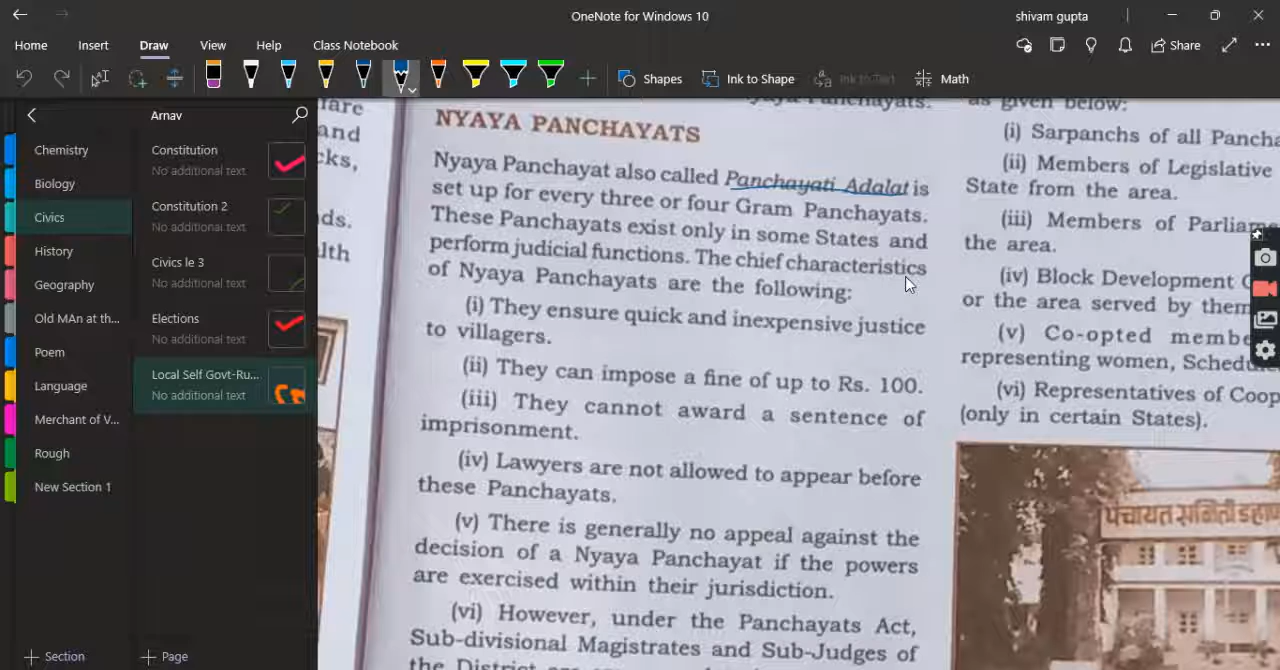 OneNote for Windows 10
shivam gupta
Home
Insert
Draw
View
Help
Class Notebook
Share
Shapes
Ink to Shape
Ink to Text
Math
Arnav
Chemistry
Biology
Civics
History
Geography
Old MAn at th...
Poem
Language
Merchant of V...
Rough
New Section 1
Section
Constitution
No additional text
Constitution 2
No additional text
Civics le 3
No additional text
Elections
No additional text
Local Self Govt-Ru...
No additional text
Page
and
NYAYA PANCHAYATS
Nyaya Panchayat also called Panchayati Adalat is
set up for every three or four Gram Panchayats.
These Panchayats exist only in some States and
perform judicial functions. The chief characteristics
of Nyaya Panchayats are the following:
(i) They ensure quick and inexpensive justice
to villagers.
(ii) They can impose a fine of up to Rs. 100.
(iii) They cannot award a sentence of
imprisonment.
(iv) Lawyers are not allowed to appear before
these Panchayats.
(v) There is generally no appeal against the
decision of a Nyaya Panchayat if the powers
are exercised within their jurisdiction.
(vi) However, under the Panchayats Act,
Sub-divisional Magistrates and Sub-Judges of
the District
as given below:
(i) Sarpanchs of all Pancha
(ii) Members of Legislative
State from the area.
(iii) Members of Parliame
the area.
(iv) Block Development
or the area served by them
(v) Co-opted membe
representing women, Schedu
(vi) Representatives of Coop
(only in certain States).
पंचायत समिती